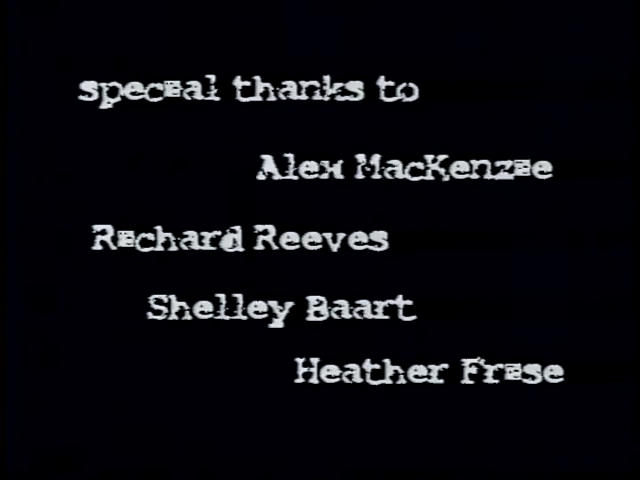 special thanks to
Alex MacKenzie
Richard Reeves
Shelley Baart
Heather Frise